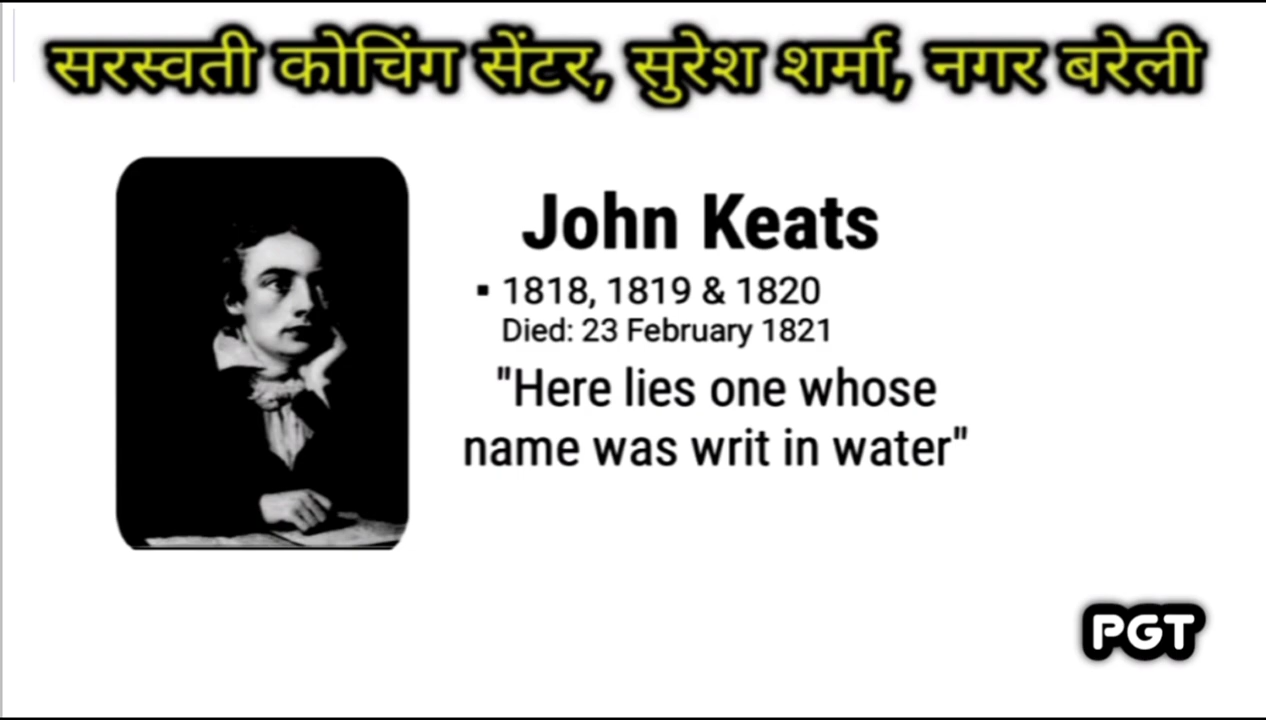 सरस्वती कोचिंग सेंटर, सुरेश शर्मा, नगर बरेली
John Keats
▪ 1818, 1819 & 1820
Died: 23 February 1821
"Here lies one whose
name was writ in water"
PGT